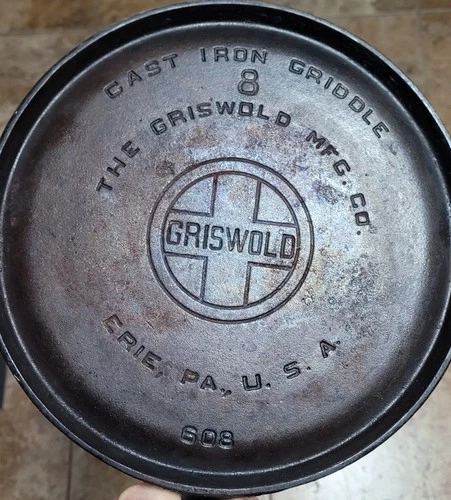 CAST IRON GRIDDLE
8
THE GRISWOLD MFG. CO.
GRISWOLD
ERIE, PA., U. S. A.
608